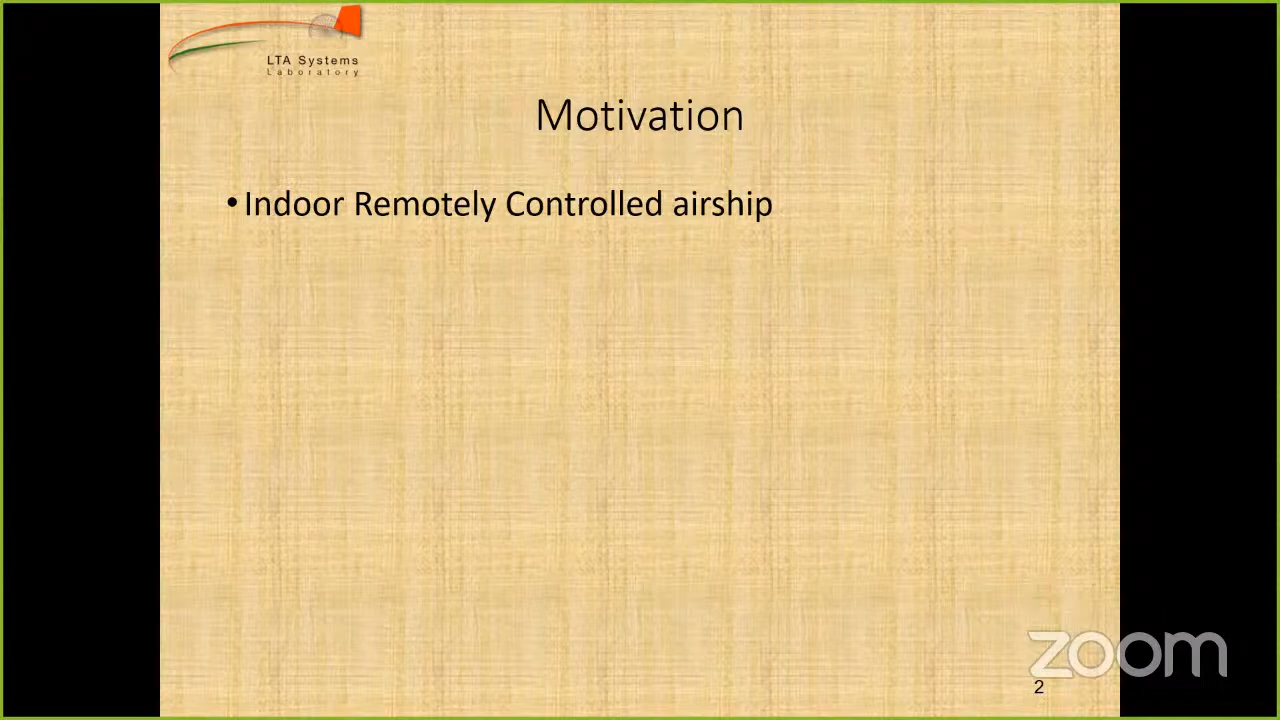 LTA Systems
Laboratory
Motivation
• Indoor Remotely Controlled airship
zoom
2